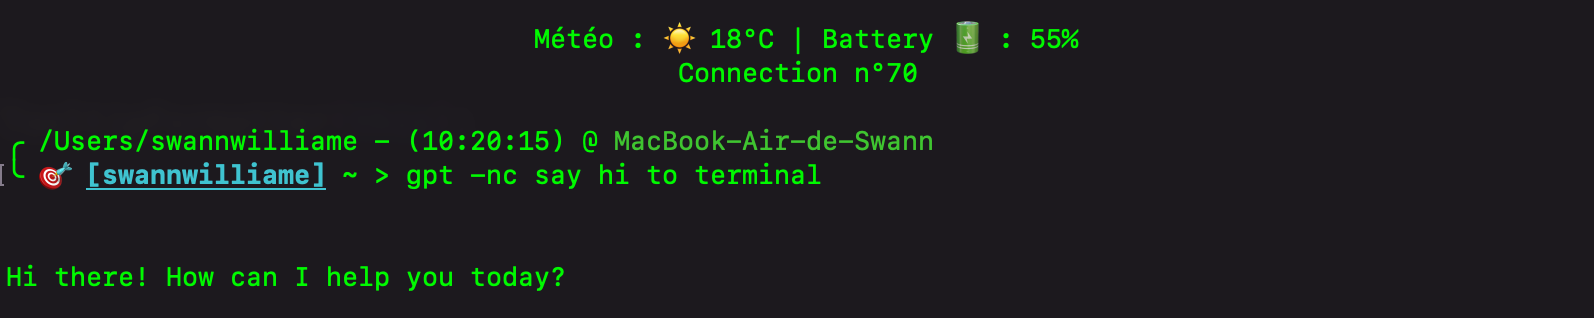 Météo : ☀️ 18°C | Battery 🔋 : 55%
Connection n°70
/Users/swannwilliame - (10:20:15) @ MacBook-Air-de-Swann
🎯 [swannwilliame] ~ > gpt -nc say hi to terminal
Hi there! How can I help you today?